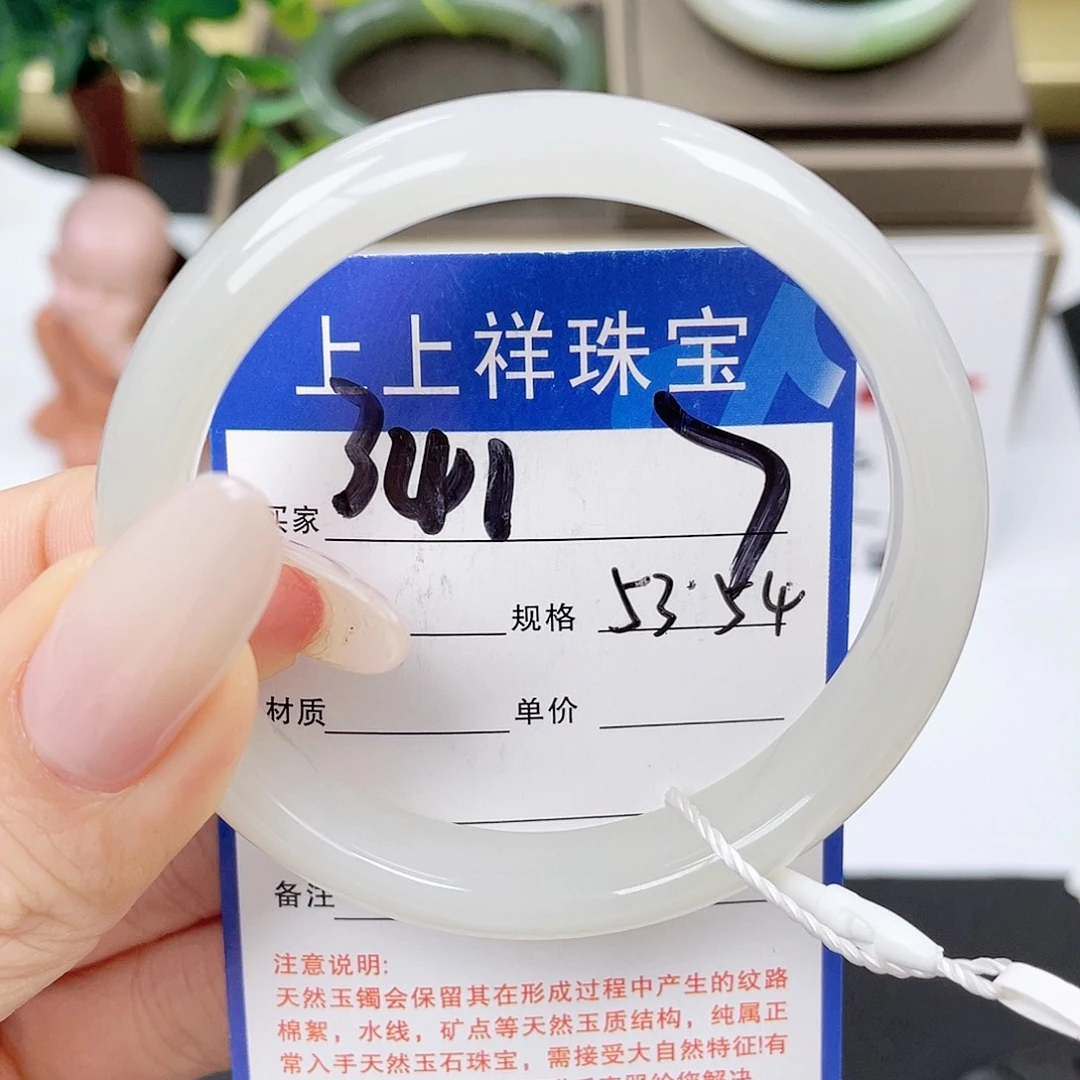 上上祥珠宝
3441 7
买家
规格 53·54
材质 单价
备注
注意说明:
天然玉镯会保留其在形成过程中产生的纹路
棉絮，水线，矿点等天然玉质结构，纯属正
常入手天然玉石珠宝，需接受大自然特征!有